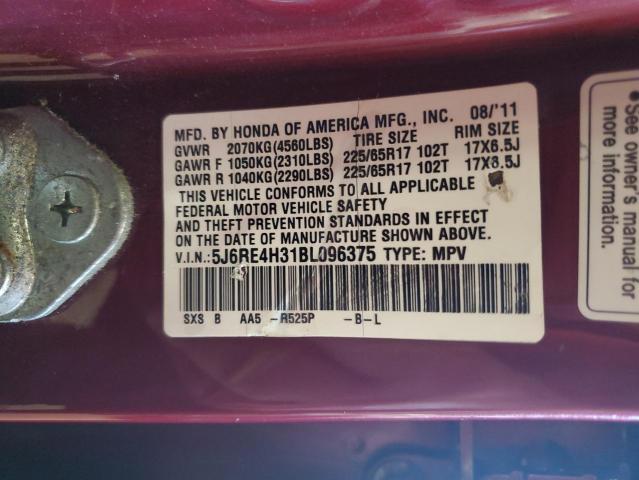 MFD. BY HONDA OF AMERICA MFG., INC. 08/'11
GVWR 2070KG(4560LBS) TIRE SIZE RIM SIZE
GAWR F 1050KG(2310LBS) 225/65R17 102T 17X6.5J
GAWR R 1040KG(2290LBS) 225/65R17 102T 17X6.5J
THIS VEHICLE CONFORMS TO ALL APPLICABLE
FEDERAL MOTOR VEHICLE SAFETY
AND THEFT PREVENTION STANDARDS IN EFFECT
ON THE DATE OF MANUFACTURE SHOWN ABOVE.
V.I.N.: 5J6RE4H31BL096375 TYPE: MPV
SXS B AA5 -R525P -B-L
• See owner's manual
for more
information.